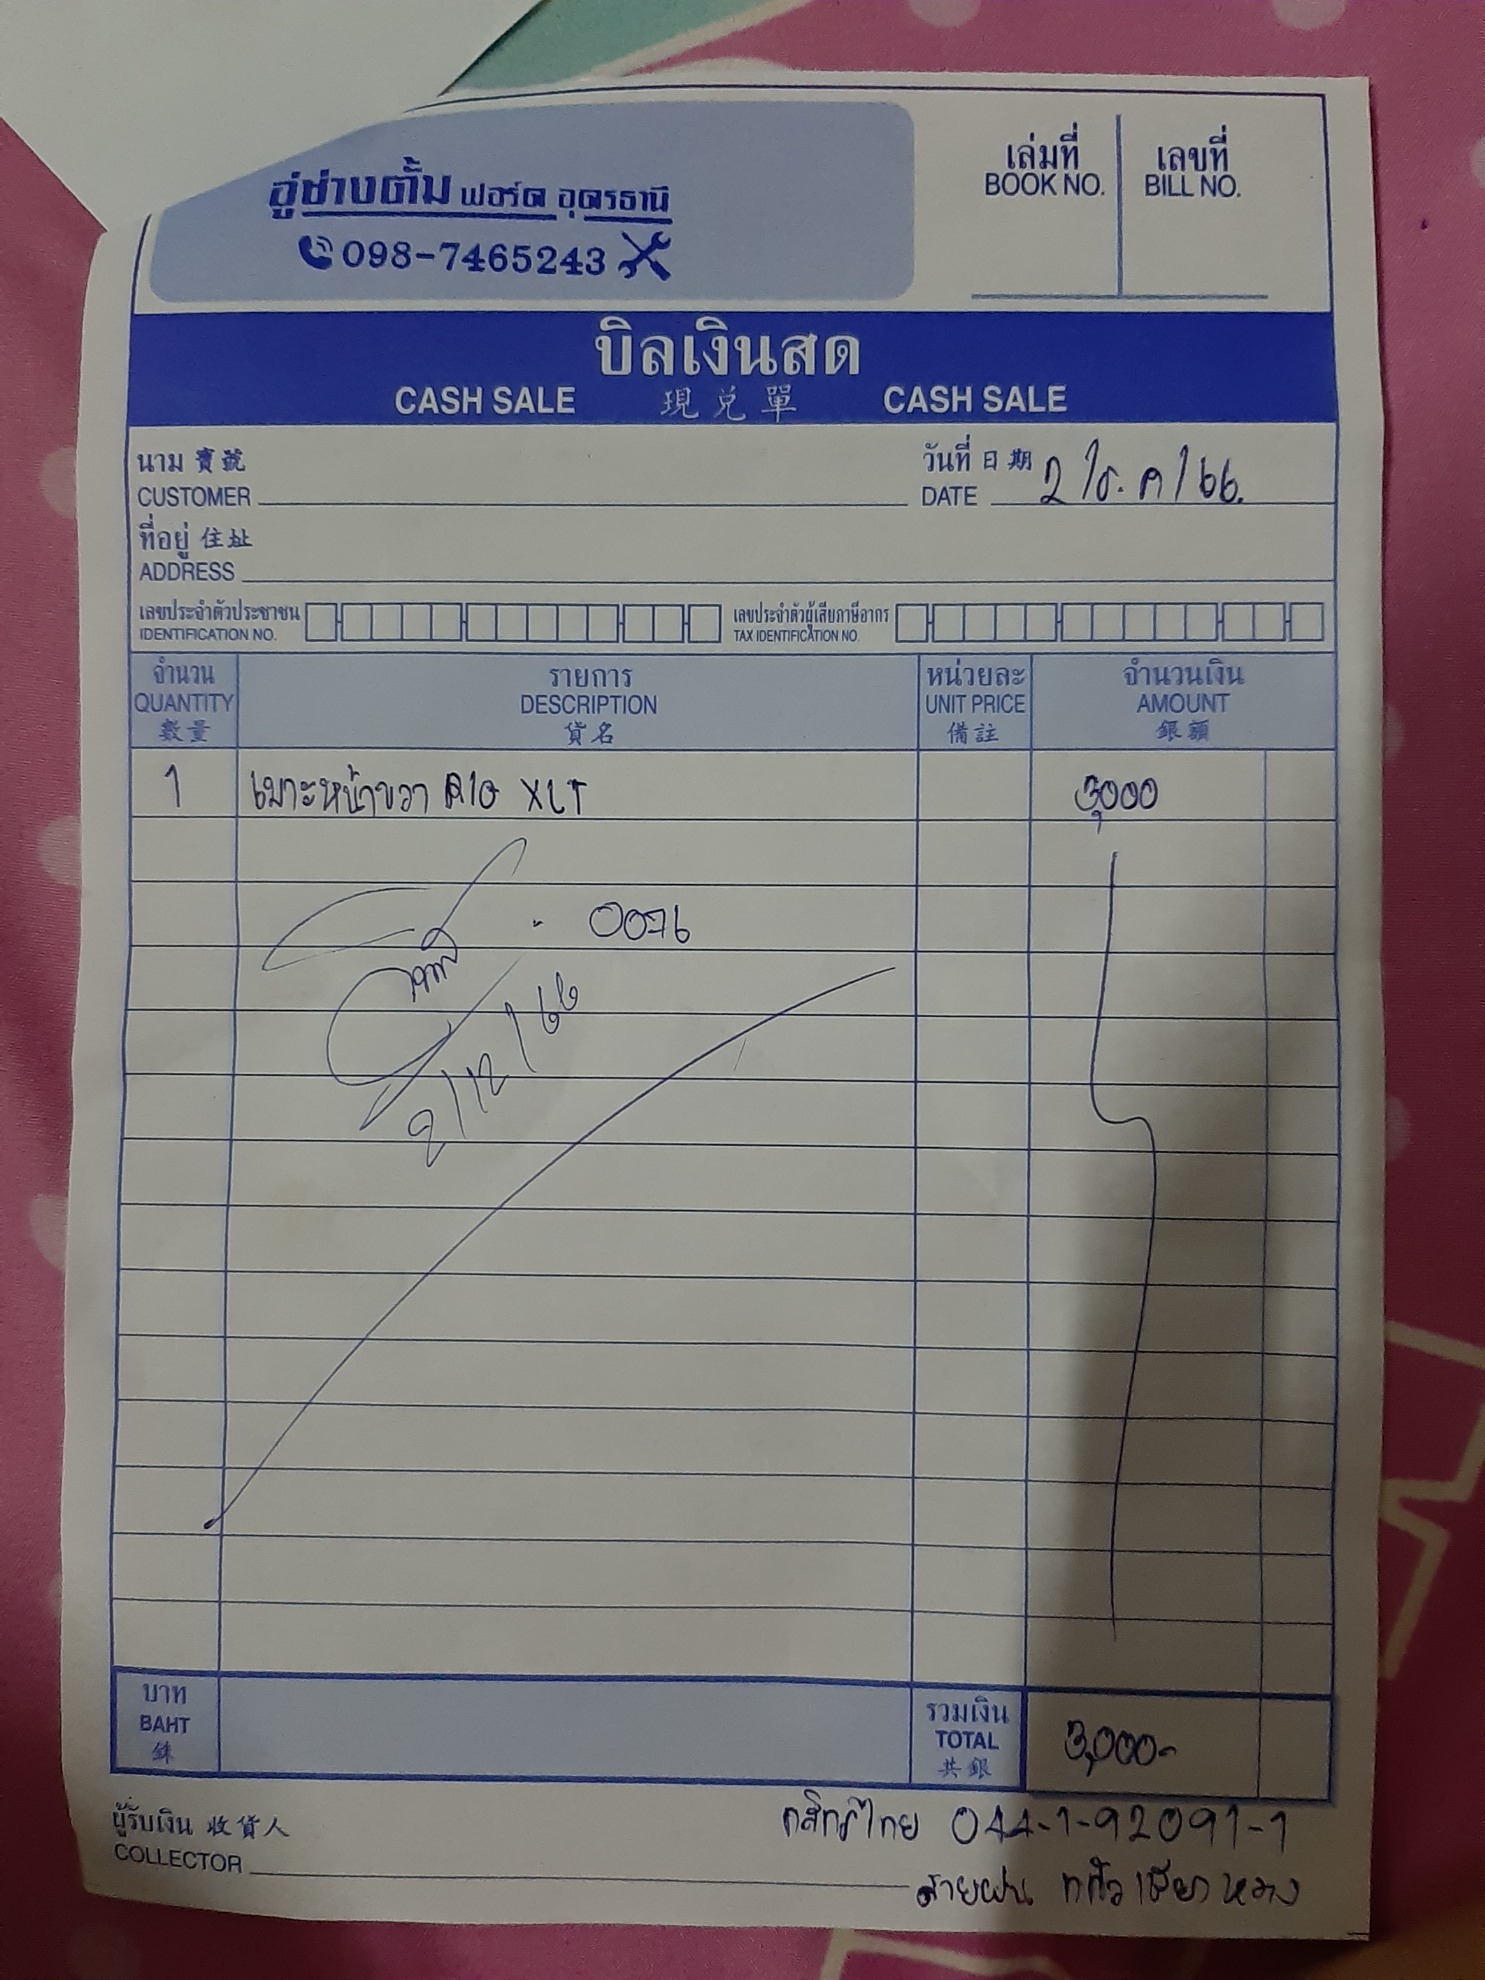 อู่ช่างตั้ม ฟอร์ด อุดรธานี
098-7465243
เล่มที่
BOOK NO.
เลขที่
BILL NO.
บิลเงินสด
CASH SALE 現兌單 CASH SALE
นาม 寶號
CUSTOMER
วันที่ 日期
DATE 2/ธ.ค/66.
ที่อยู่ 住址
ADDRESS
เลขประจำตัวประชาชน
IDENTIFICATION NO.
เลขประจำตัวผู้เสียภาษีอากร
TAX IDENTIFICATION NO.
จำนวน
QUANTITY
數量
รายการ
DESCRIPTION
貨名
หน่วยละ
UNIT PRICE
備註
จำนวนเงิน
AMOUNT
銀額
1 เบาะหน้าขวา XLT 3,000
0076
2/12/66
บาท
BAHT
銖
รวมเงิน
TOTAL
共銀
3,000-
ผู้รับเงิน 收貨人
COLLECTOR
กสิกรไทย 044-1-92091-1
สายฝน